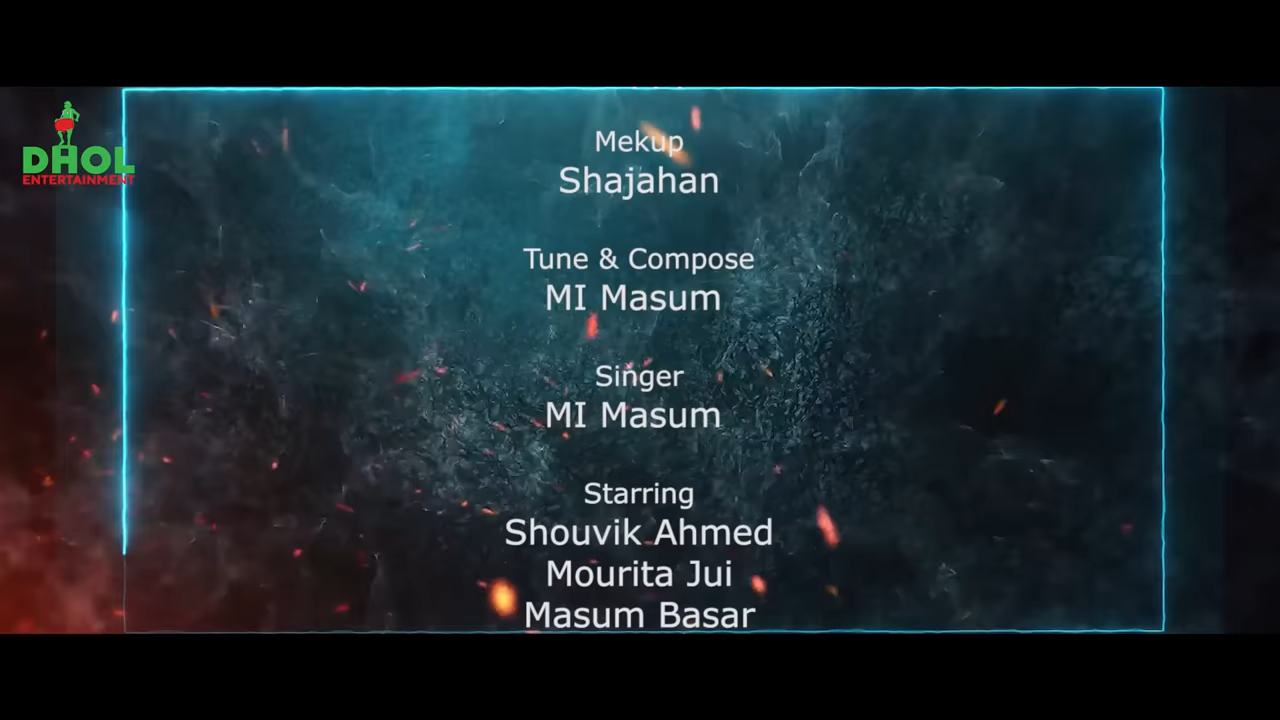 DHOL
ENTERTAINMENT
Mekup
Shajahan
Tune & Compose
MI Masum
Singer
MI Masum
Starring
Shouvik Ahmed
Mourita Jui
Masum Basar